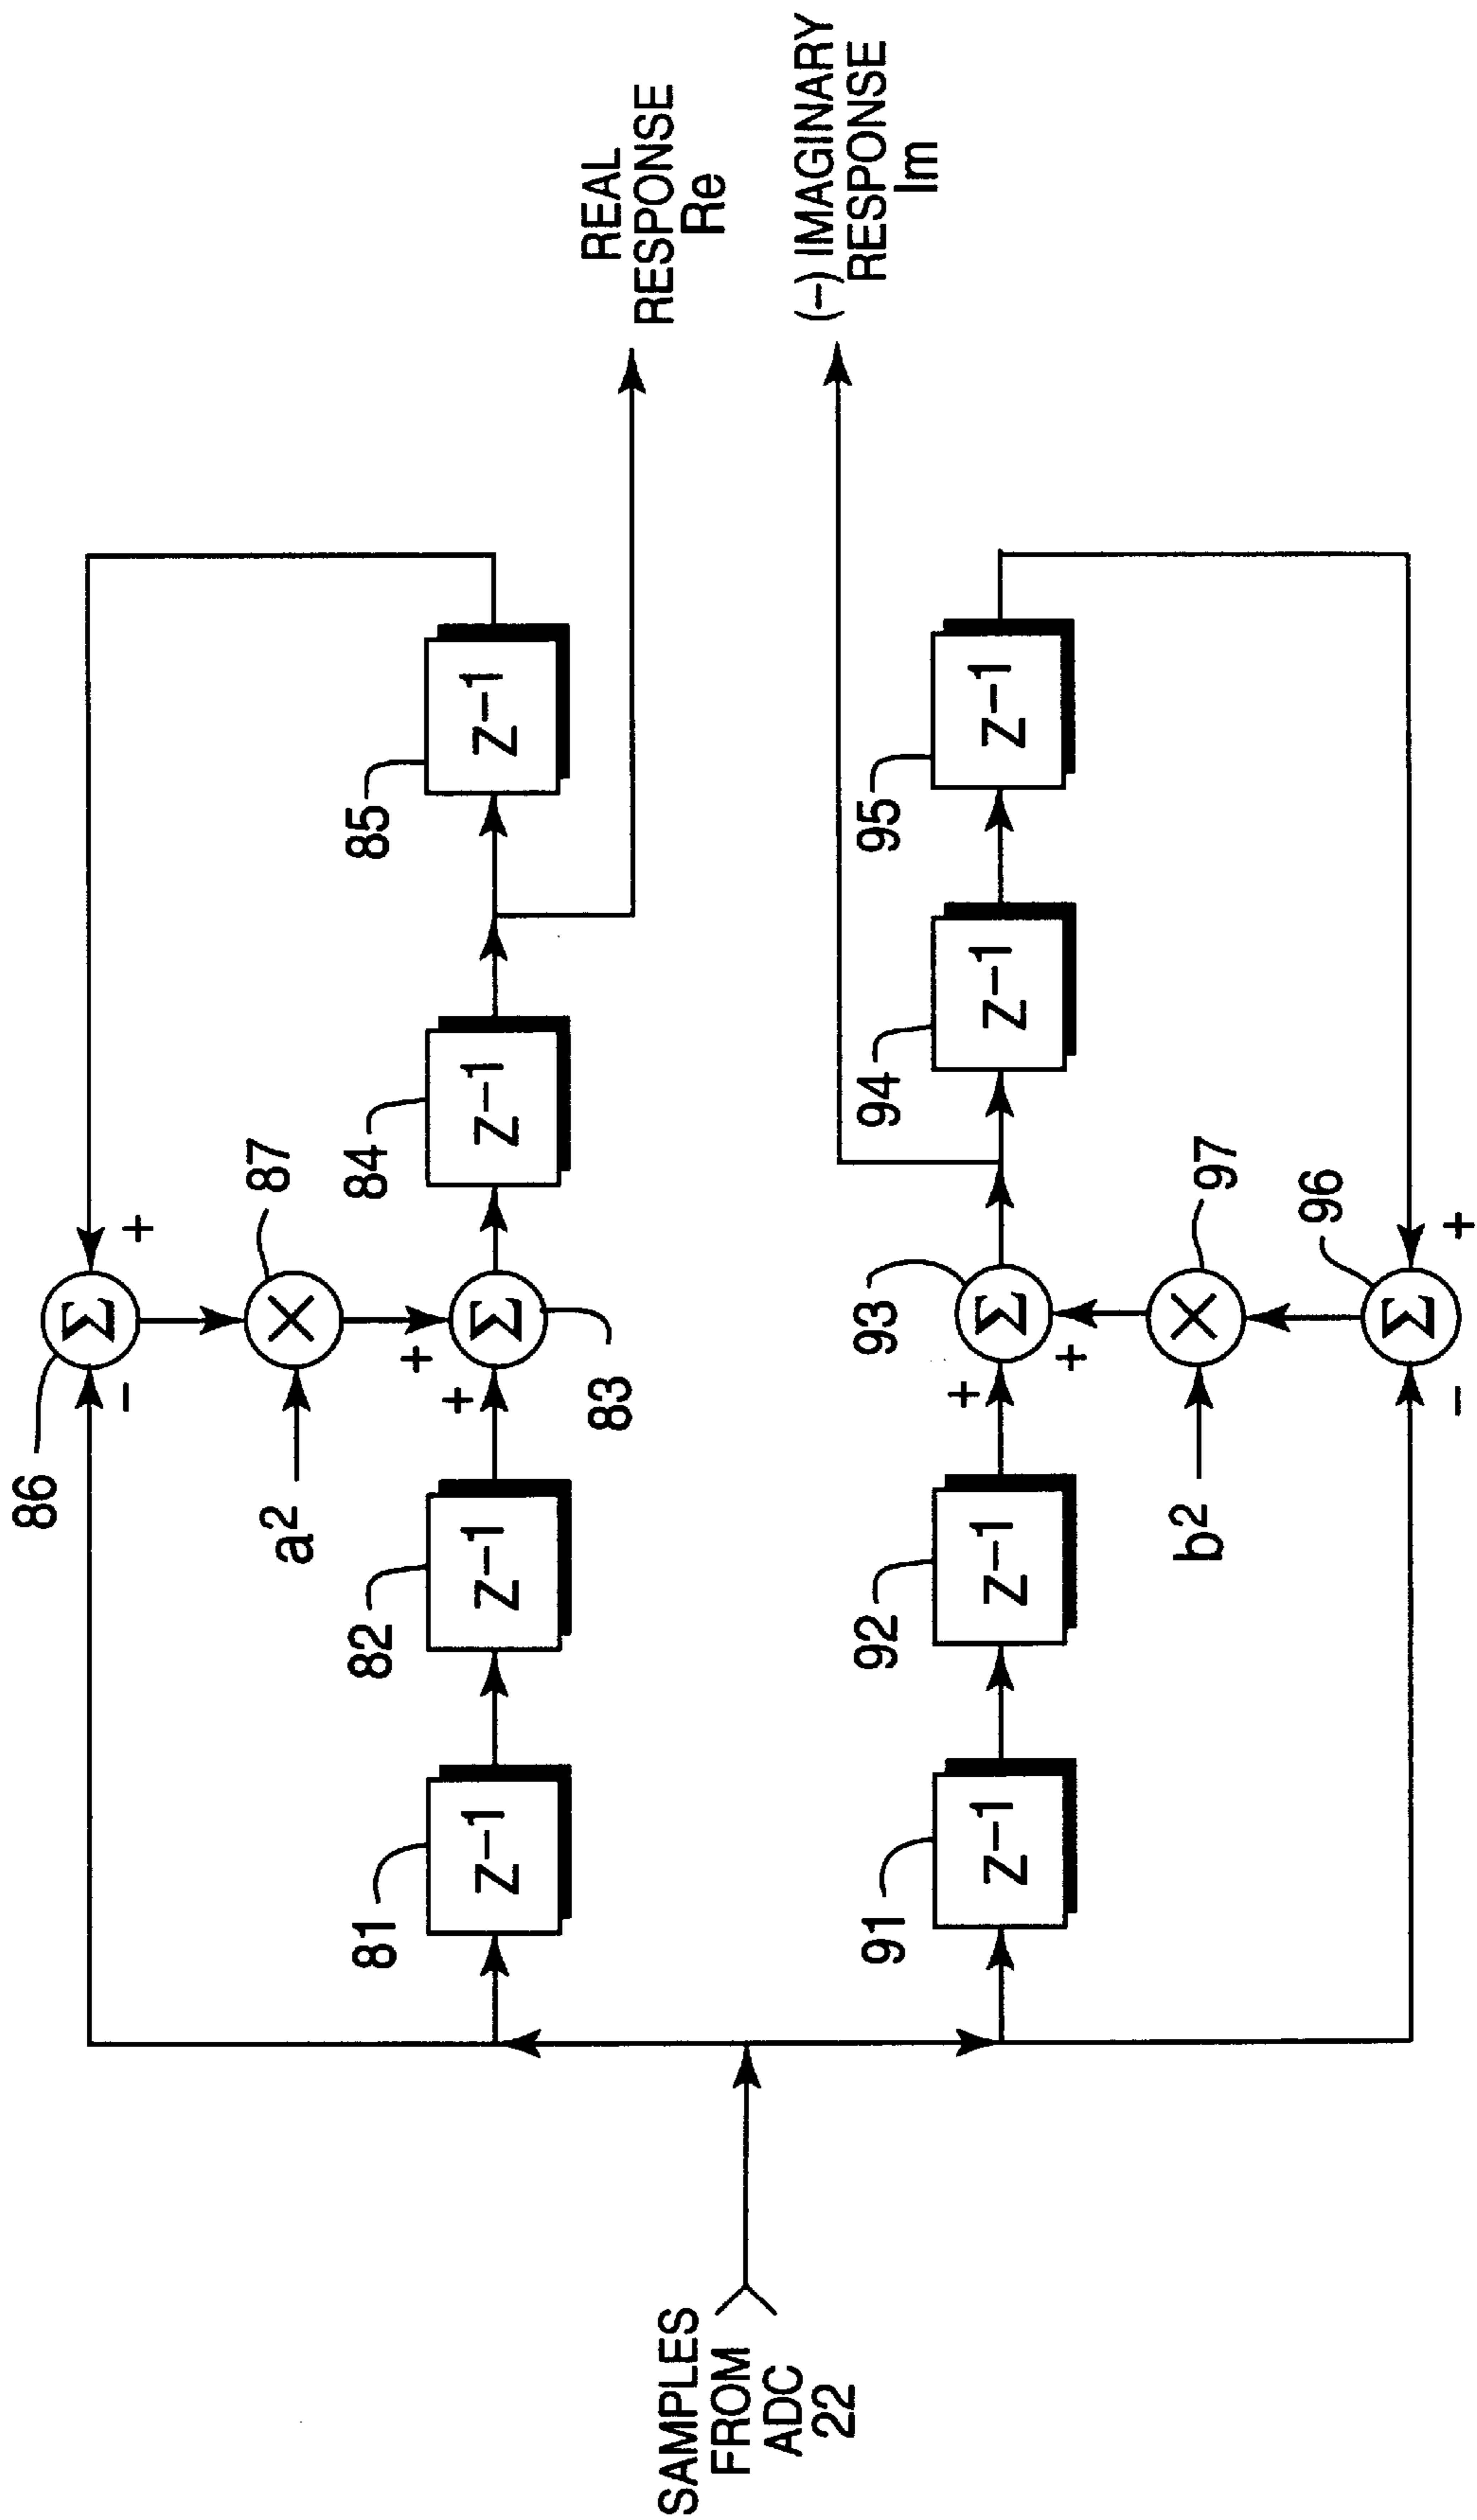 86
-
+
a²
87
+
81
z⁻¹
82
z⁻¹
+
Σ
83
84
z⁻¹
85
z⁻¹
Σ
×
REAL
RESPONSE
Re
SAMPLES
FROM
ADC
22
(-) IMAGINARY
RESPONSE
Im
91
z⁻¹
92
z⁻¹
+
93
Σ
+
94
z⁻¹
95
z⁻¹
b²
×
97
-
Σ
96
+